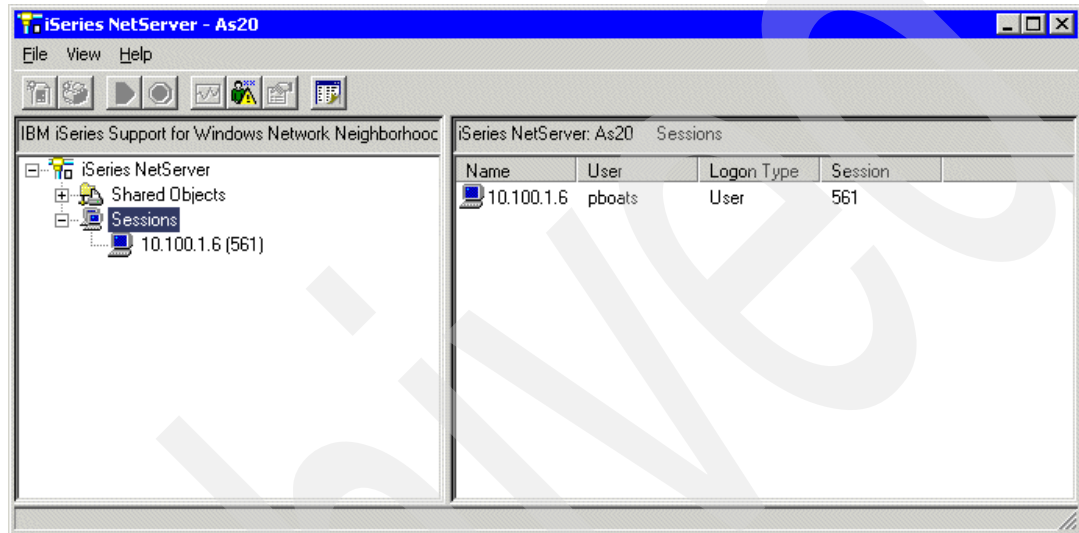 iSeries NetServer - As20
File View Help
IBM iSeries Support for Windows Network Neighborhood
iSeries NetServer: As20 Sessions
iSeries NetServer
Shared Objects
Sessions
10.100.1.6 (561)
Name User Logon Type Session
10.100.1.6 pboats User 561